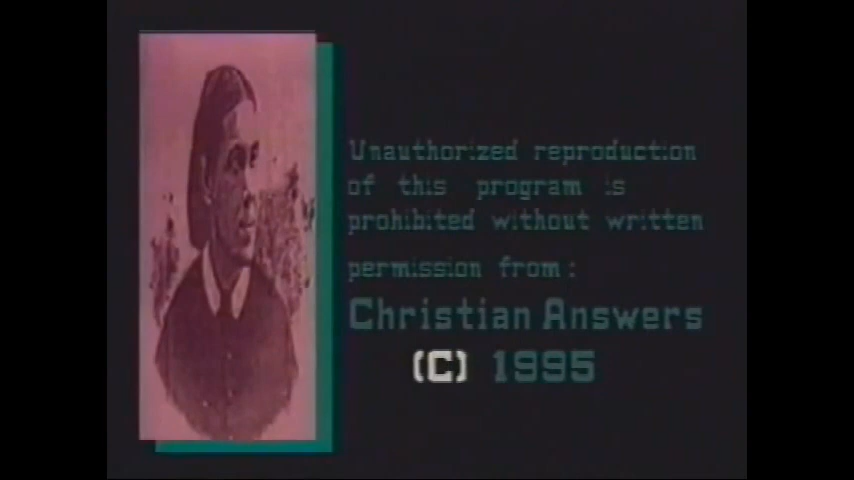 Unauthorized reproduction
of this program is
prohibited without written
permission from:
Christian Answers
(C) 1995